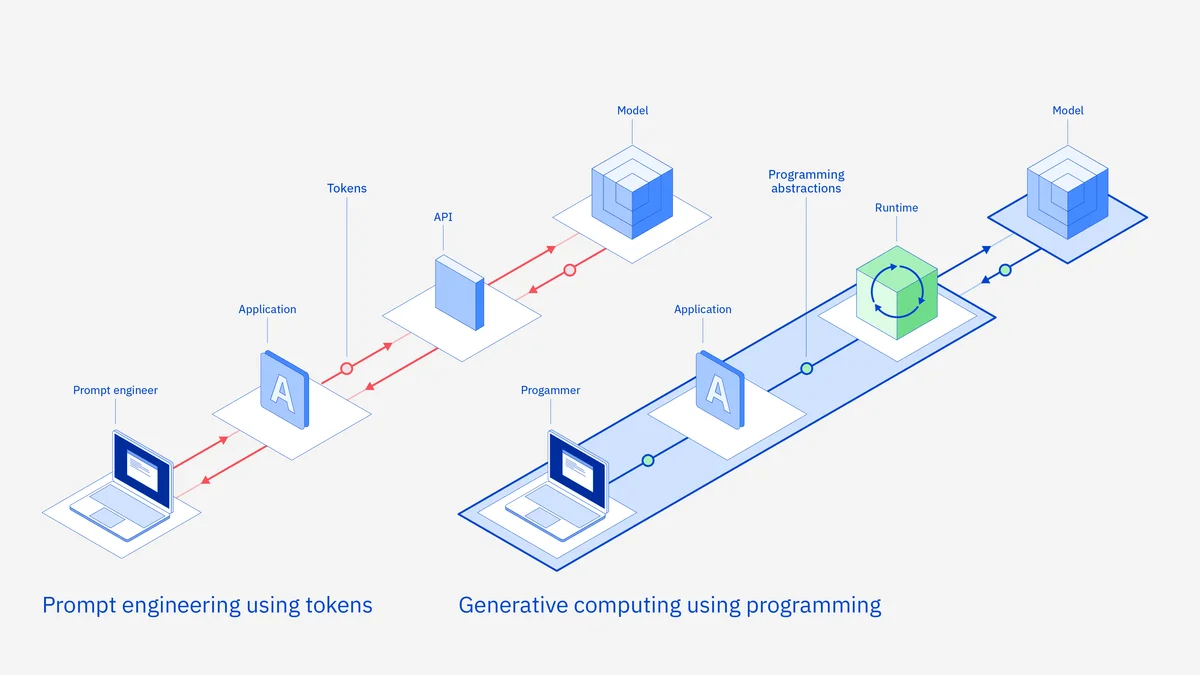 Model
Tokens
API
Application
Prompt engineer
A
Prompt engineering using tokens
Model
Programming
abstractions
Runtime
Application
Progammer
A
Generative computing using programming